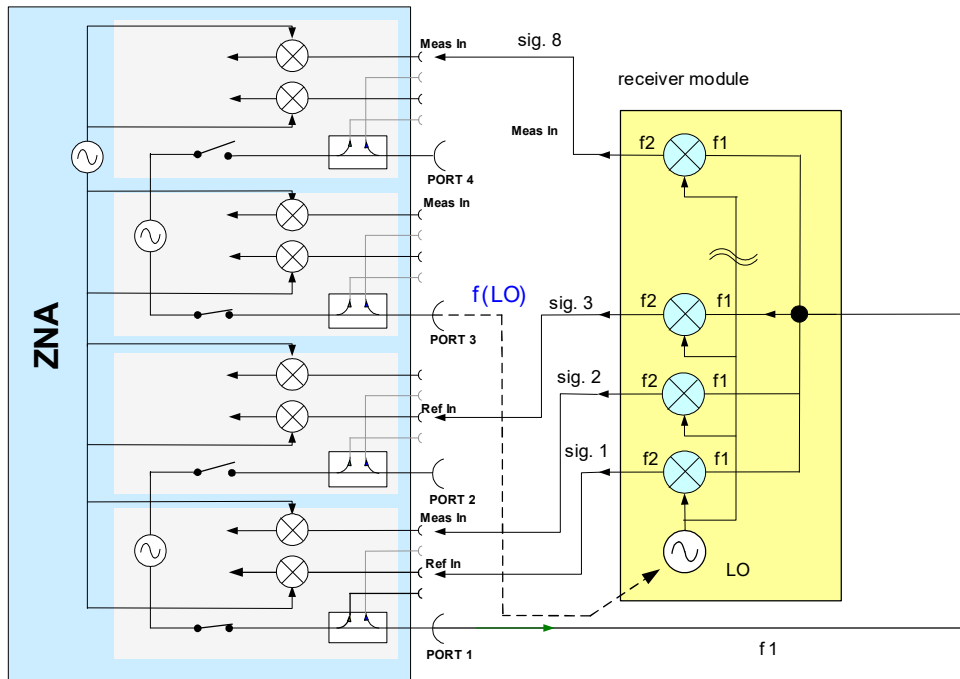 Meas In
sig. 8
receiver module
Meas In
f2
f1
PORT 4
Meas In
ZNA
f(LO)
sig. 3
f2
f1
PORT 3
sig. 2
f2
f1
Ref In
sig. 1
f2
f1
PORT 2
Meas In
Ref In
LO
PORT 1
f1